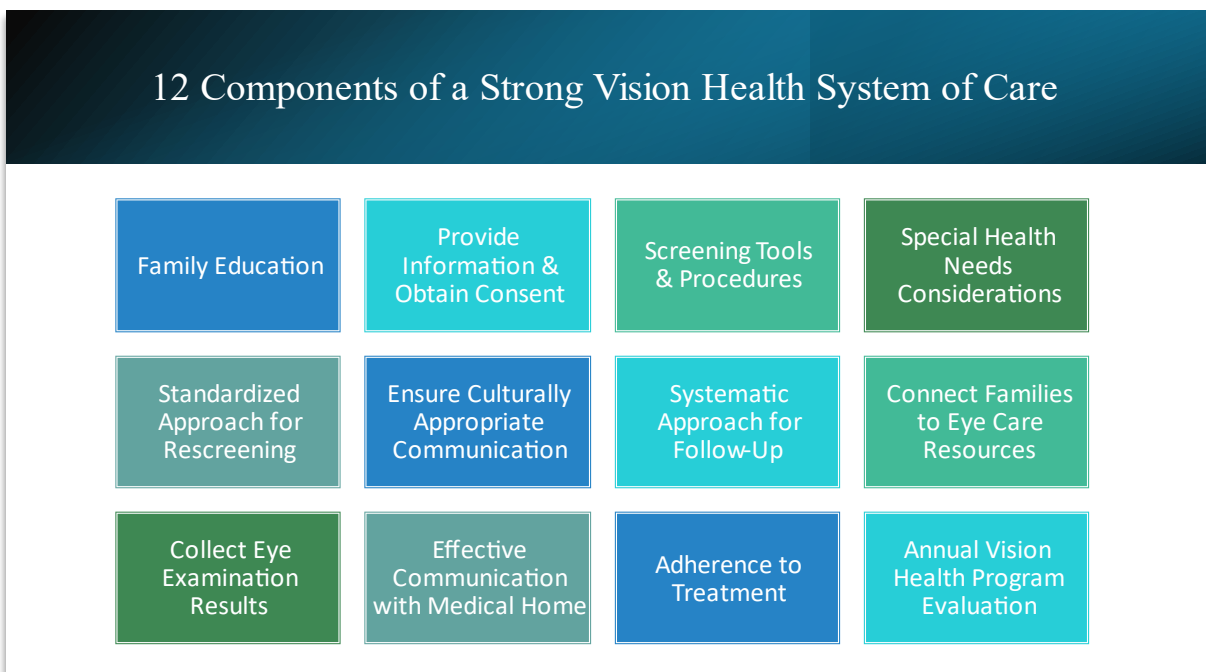 12 Components of a Strong Vision Health System of Care
Family Education
Provide
Information &
Obtain Consent
Screening Tools
& Procedures
Special Health
Needs
Considerations
Standardized
Approach for
Rescreening
Ensure Culturally
Appropriate
Communication
Systematic
Approach for
Follow-Up
Connect Families
to Eye Care
Resources
Collect Eye
Examination
Results
Effective
Communication
with Medical Home
Adherence to
Treatment
Annual Vision
Health Program
Evaluation